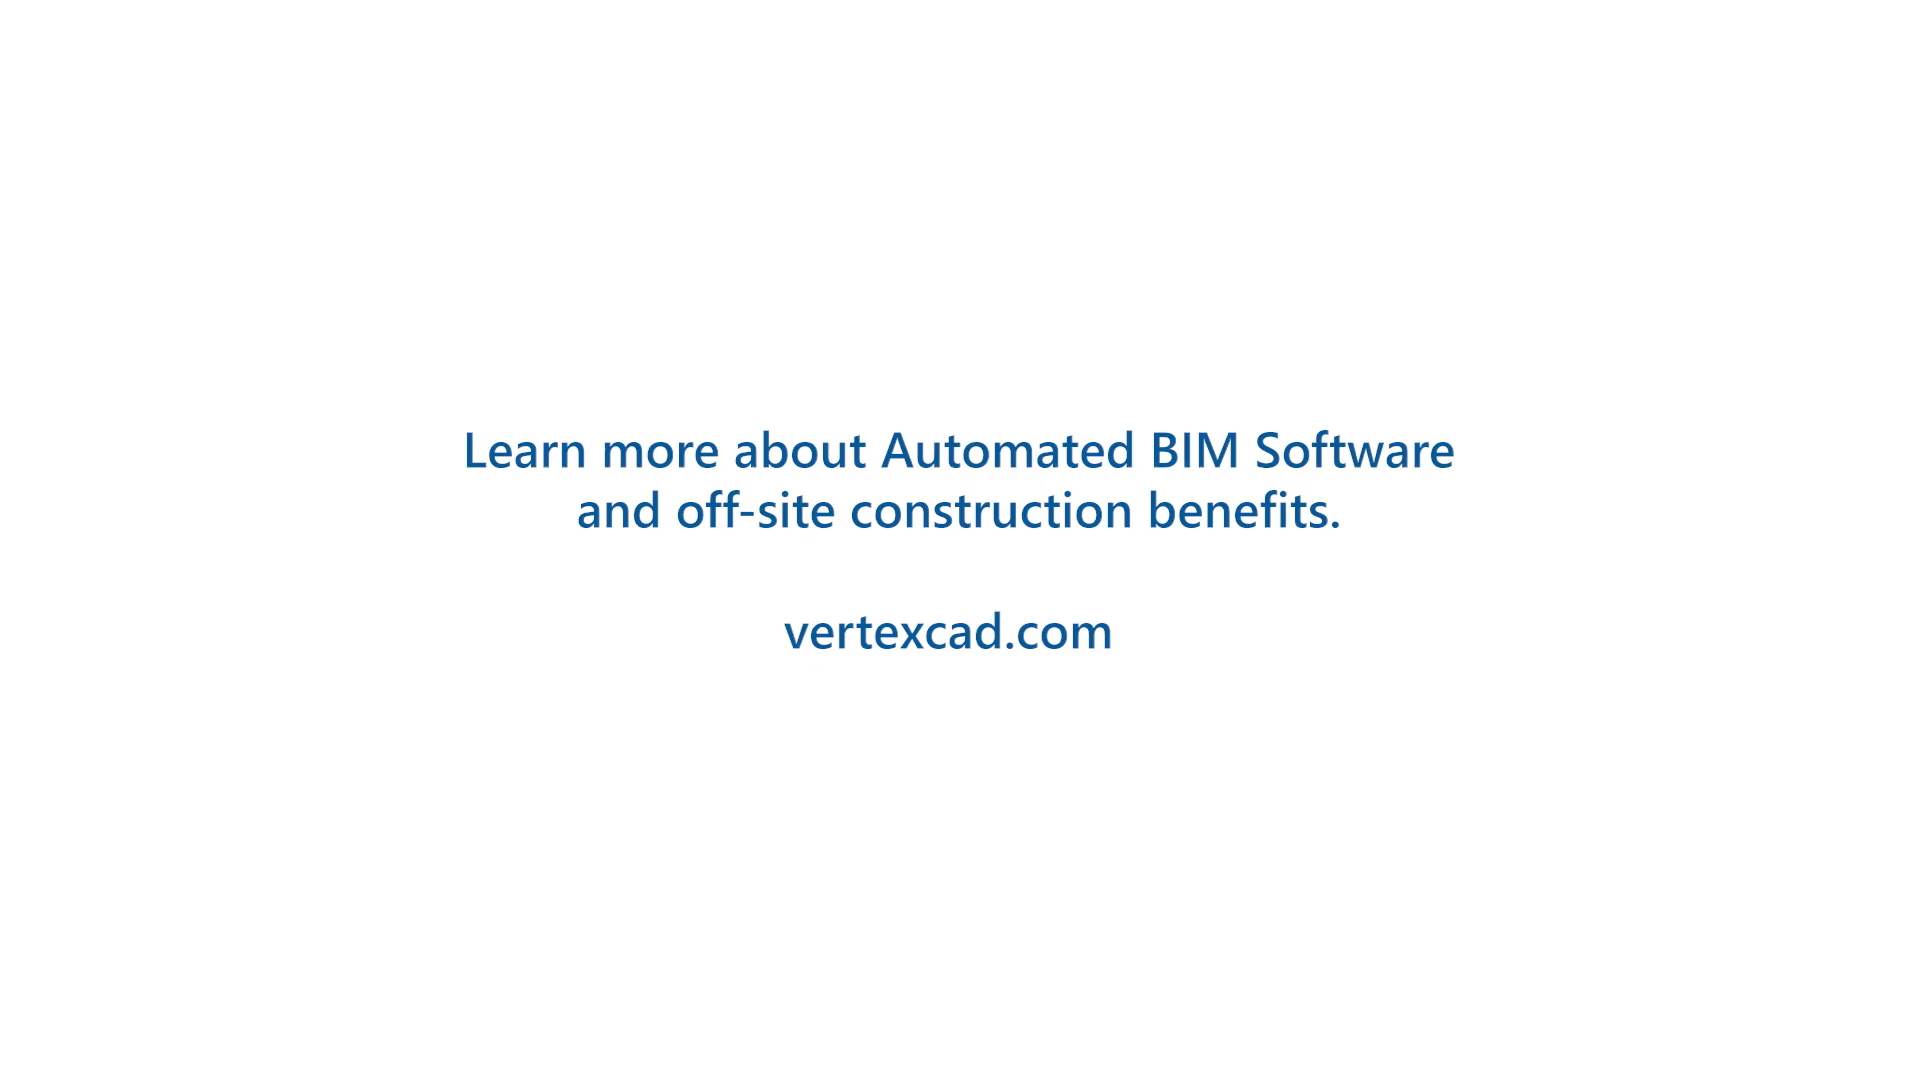 Learn more about Automated BIM Software
and off-site construction benefits.
vertexcad.com